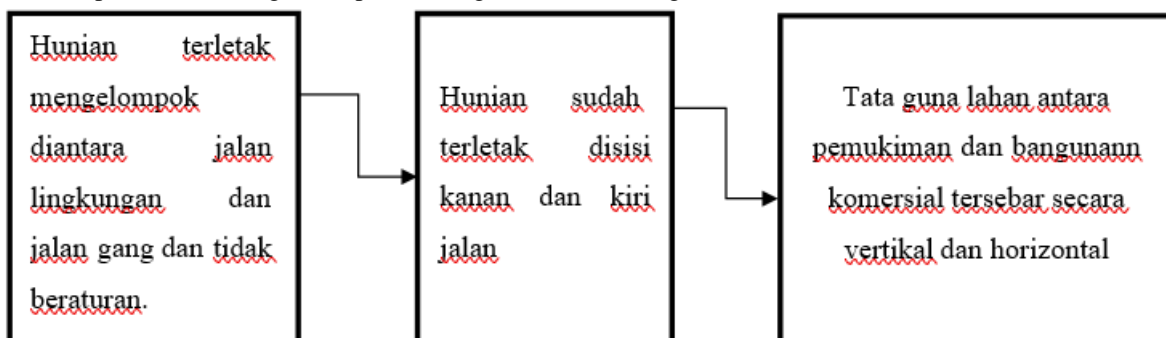 Hunian terletak
mengelompok
diantara jalan
lingkungan dan
jalan gang dan tidak
beraturan.
Hunian sudah
terletak disisi
kanan dan kiri
jalan
Tata guna lahan antara
pemukiman dan bangunann
komersial tersebar secara
vertikal dan horizontal